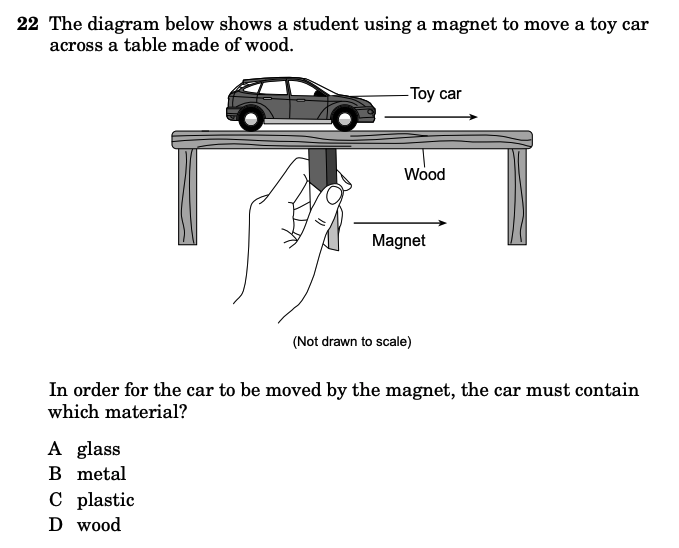 22 The diagram below shows a student using a magnet to move a toy car
across a table made of wood.
Toy car
Wood
Magnet
(Not drawn to scale)
In order for the car to be moved by the magnet, the car must contain
which material?
A glass
B metal
C plastic
D wood